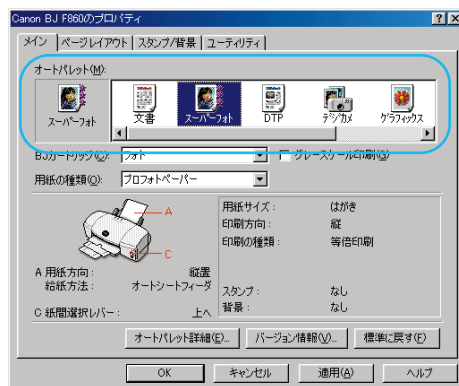 Canon BJ F860のプロパティ
メイン ページレイアウト スタンプ/背景 ユーティリティ
オートパレット(M):
スーパーフォト 文書 スーパーフォト DTP デジカメ グラフィックス
BJカートリッジ(C): フォト グレースケール印刷(G)
用紙の種類(O): プロフォトペーパー
A
C
用紙サイズ： はがき
印刷方向： 縦
印刷の種類： 等倍印刷
A 用紙方向： 縦置
給紙方法： オートシートフィーダ
スタンプ： なし
C 紙間選択レバー： 上へ 背景： なし
オートパレット詳細(E)... バージョン情報(V)... 標準に戻す(F)
OK キャンセル 適用(A) ヘルプ